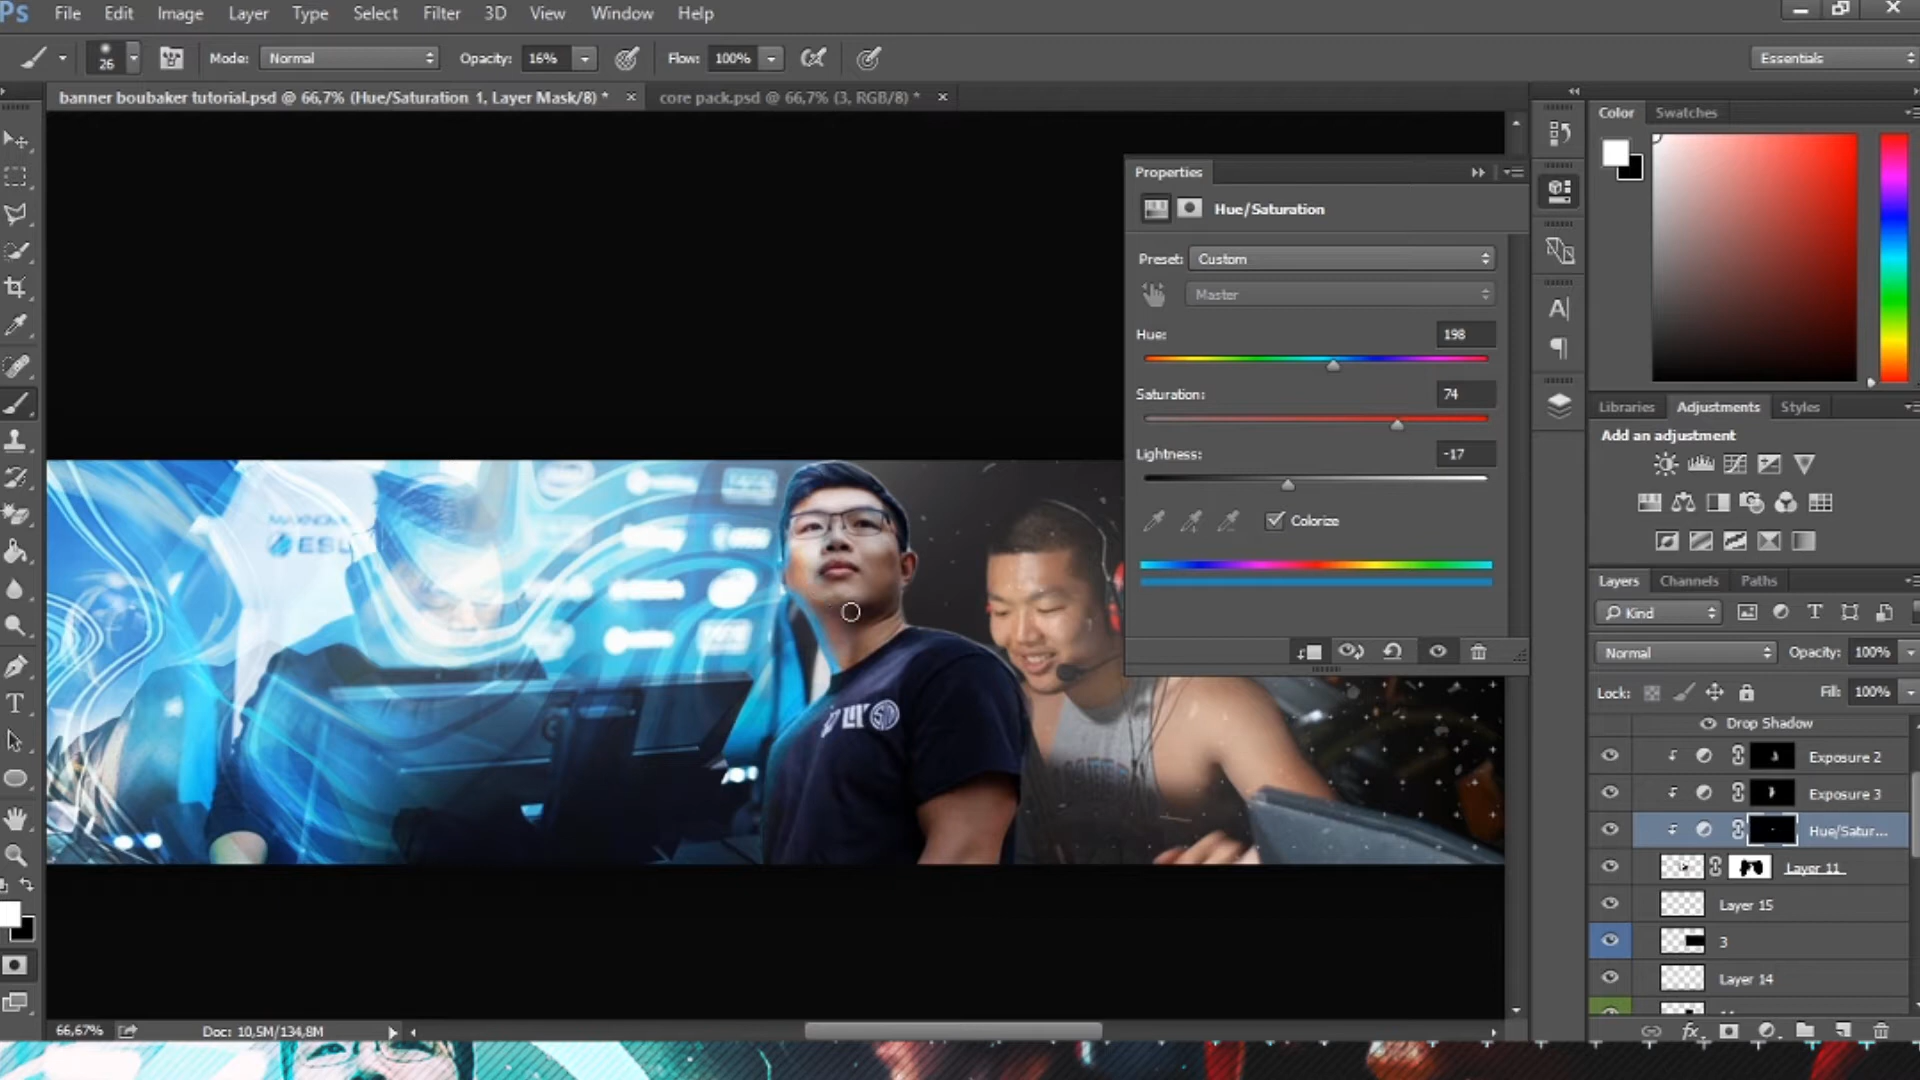 Ps File Edit Image Layer Type Select Filter 3D View Window Help
26 Mode: Normal Opacity: 16% Flow: 100% Essentials
banner boubaker tutorial.psd @ 66,7% (Hue/Saturation 1, Layer Mask/8) * × core pack.psd @ 66,7% (3, RGB/8) * ×
Color Swatches
Properties
Hue/Saturation
Preset: Custom
Master
Hue: 198
Saturation: 74
Lightness: -17
Colorize
Libraries Adjustments Styles
Add an adjustment
Layers Channels Paths
Kind
Normal Opacity: 100%
Lock: Fill: 100%
Drop Shadow
Exposure 2
Exposure 3
Hue/Satur...
Layer 11
Layer 15
3
Layer 14
ESL
TSM
66,67% Doc: 10,5M/134,8M